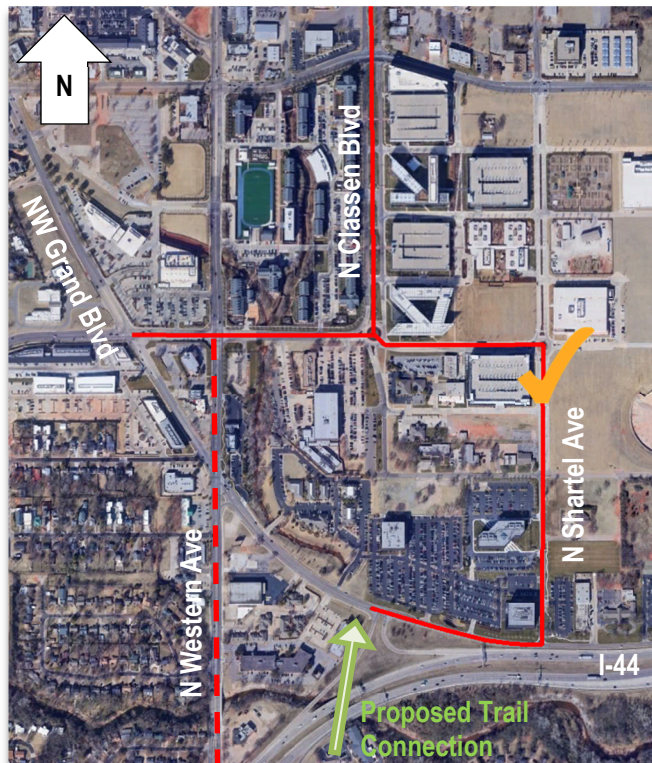 N
N Classen Blvd
NW Grand Blvd
N Shartel Ave
N Western Ave
I-44
Proposed Trail
Connection